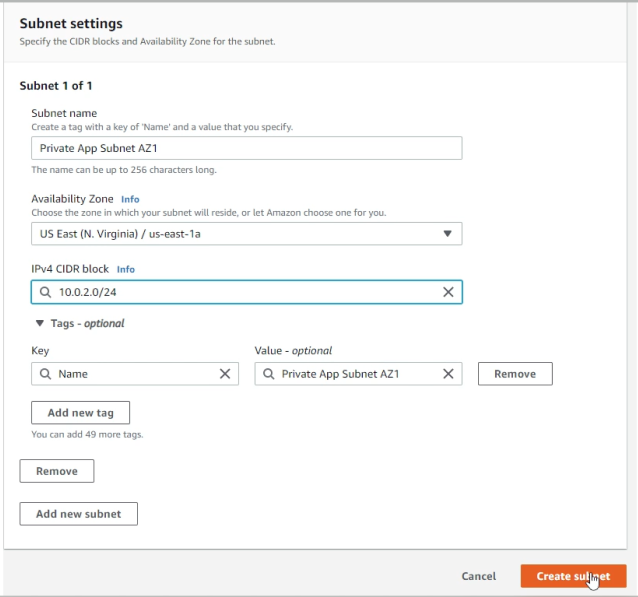 Subnet settings
Specify the CIDR blocks and Availability Zone for the subnet.
Subnet 1 of 1
Subnet name
Create a tag with a key of 'Name' and a value that you specify.
Private App Subnet AZ1
The name can be up to 256 characters long.
Availability Zone Info
Choose the zone in which your subnet will reside, or let Amazon choose one for you.
US East (N. Virginia) / us-east-1a
IPv4 CIDR block Info
10.0.2.0/24
Tags - optional
Key Value - optional
Name Private App Subnet AZ1 Remove
Add new tag
You can add 49 more tags.
Remove
Add new subnet
Cancel Create subnet